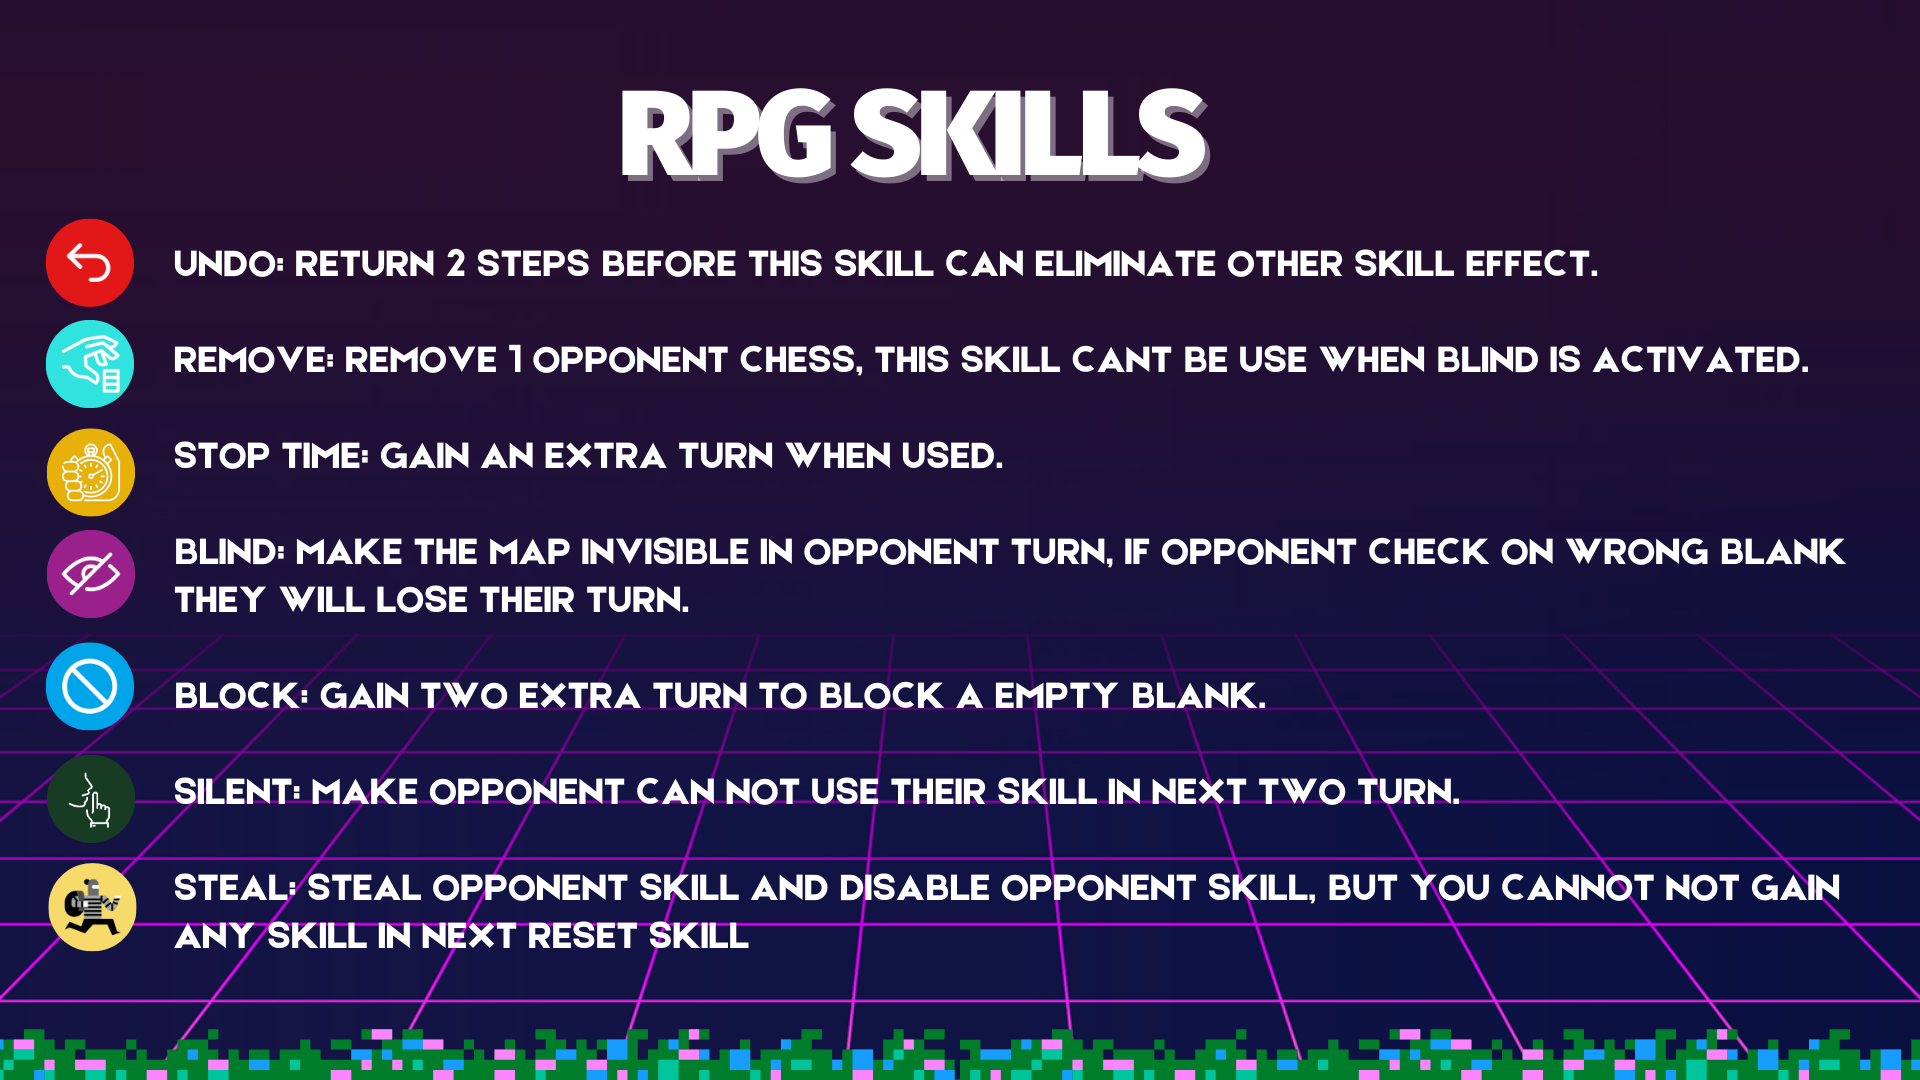 RPG SKILLS
UNDO: RETURN 2 STEPS BEFORE THIS SKILL CAN ELIMINATE OTHER SKILL EFFECT.
REMOVE: REMOVE 1 OPPONENT CHESS, THIS SKILL CANT BE USE WHEN BLIND IS ACTIVATED.
STOP TIME: GAIN AN EXTRA TURN WHEN USED.
BLIND: MAKE THE MAP INVISIBLE IN OPPONENT TURN, IF OPPONENT CHECK ON WRONG BLANK
THEY WILL LOSE THEIR TURN.
BLOCK: GAIN TWO EXTRA TURN TO BLOCK A EMPTY BLANK.
SILENT: MAKE OPPONENT CAN NOT USE THEIR SKILL IN NEXT TWO TURN.
STEAL: STEAL OPPONENT SKILL AND DISABLE OPPONENT SKILL, BUT YOU CANNOT NOT GAIN
ANY SKILL IN NEXT RESET SKILL